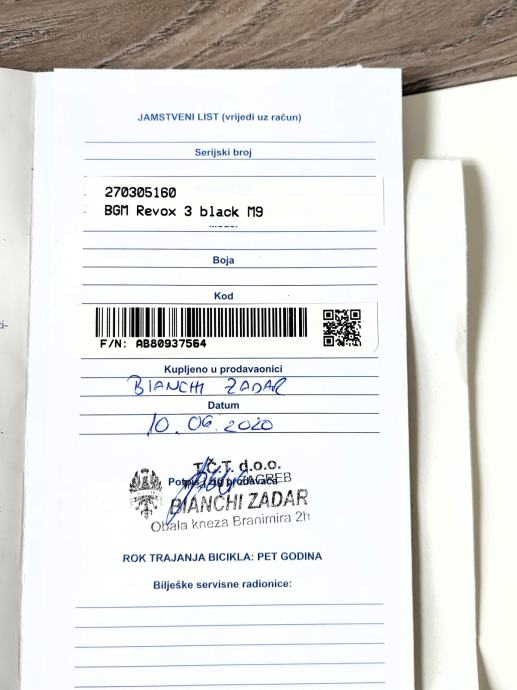 JAMSTVENI LIST (vrijedi uz račun)
Serijski broj
270305160
BGM Revox 3 black M9
Boja
Kod
F/N: AB80937564
Kupljeno u prodavaonici
BIANCHI ZADAR
Datum
10.06.2020
T.Č.T. d.o.o.
ZAGREB
BIANCHI ZADAR
Obala kneza Branimira 2h
ROK TRAJANJA BICIKLA: PET GODINA
Bilješke servisne radionice: